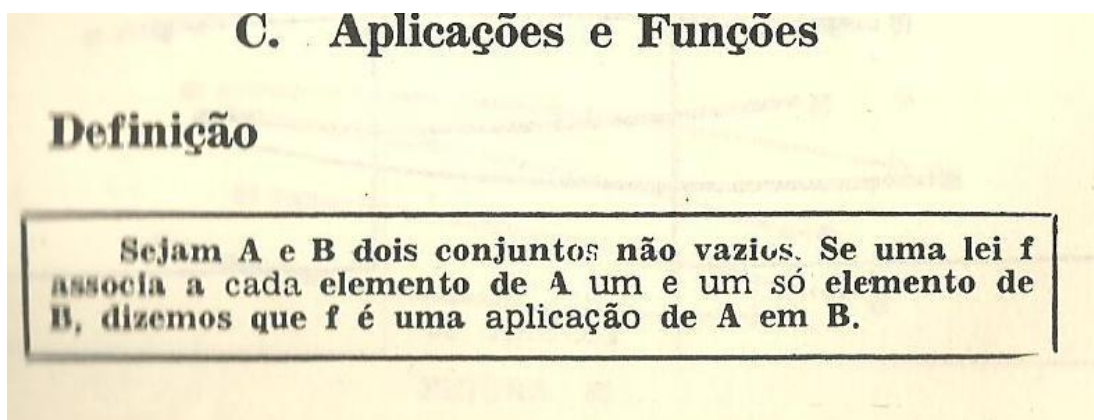 C. Aplicações e Funções
Definição
Sejam A e B dois conjuntos não vazios. Se uma lei f
associa a cada elemento de A um e um só elemento de
B, dizemos que f é uma aplicação de A em B.